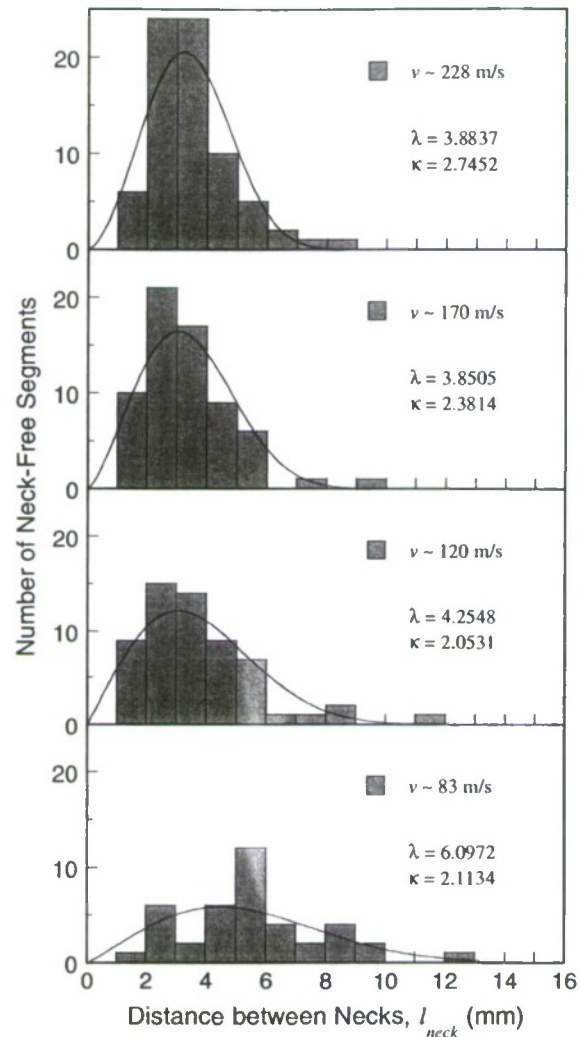 20
10
0
v ~ 228 m/s
λ = 3.8837
κ = 2.7452
20
10
0
v ~ 170 m/s
λ = 3.8505
κ = 2.3814
20
10
0
v ~ 120 m/s
λ = 4.2548
κ = 2.0531
20
10
0
v ~ 83 m/s
λ = 6.0972
κ = 2.1134
0 2 4 6 8 10 12 14 16
Distance between Necks, l_neck (mm)
Number of Neck-Free Segments